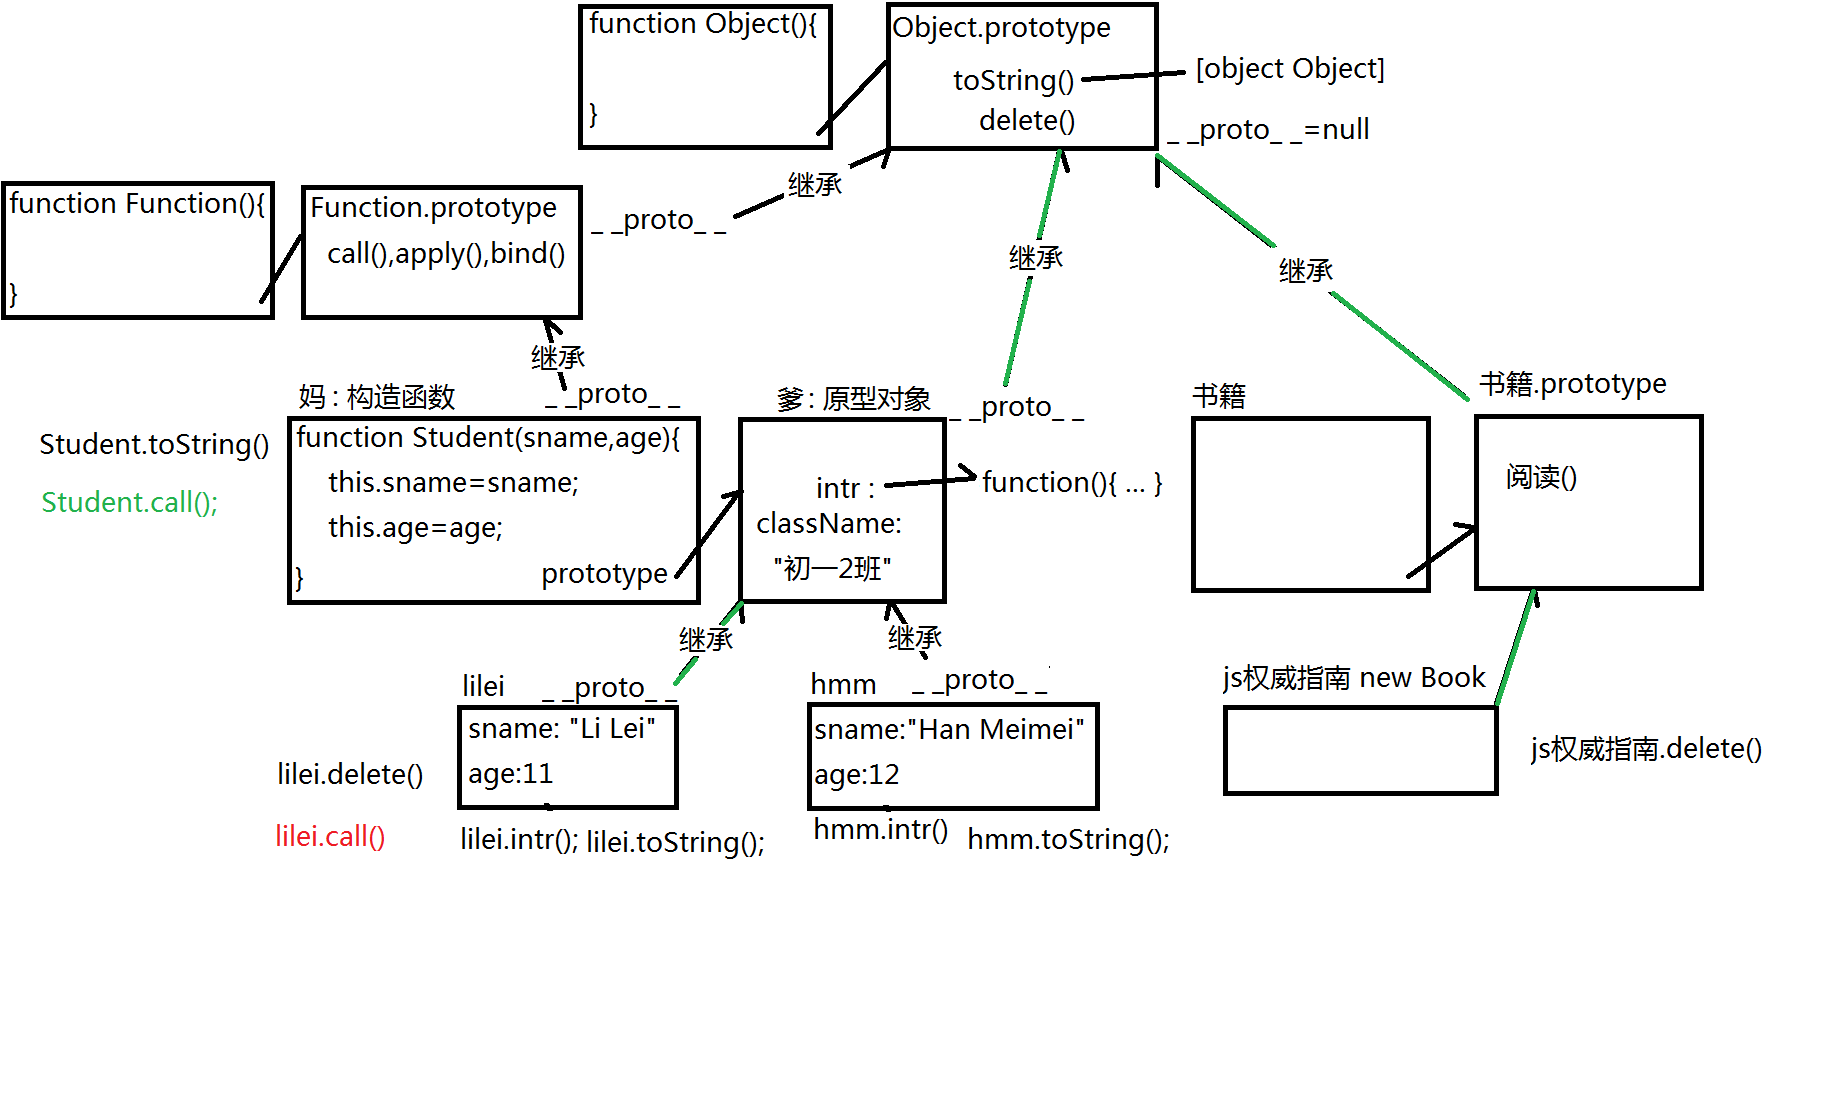 function Object(){
}
Object.prototype
toString()
delete()
[object Object]
_ _proto_ _=null
继承
function Function(){
}
Function.prototype
call(),apply(),bind()
_ _proto_ _
继承
继承
继承
_ _proto_ _
妈 : 构造函数
Student.toString()
Student.call();
function Student(sname,age){
this.sname=sname;
this.age=age;
}
prototype
爹 : 原型对象
_ _proto_ _
intr :
className:
"初一2班"
function(){ ... }
书籍
书籍.prototype
阅读()
继承
继承
lilei
_ _proto_ _
sname: "Li Lei"
age:11
lilei.delete()
lilei.call()
lilei.intr();
lilei.toString();
hmm
_ _proto_ _
sname:"Han Meimei"
age:12
hmm.intr()
hmm.toString();
js权威指南 new Book
js权威指南.delete()